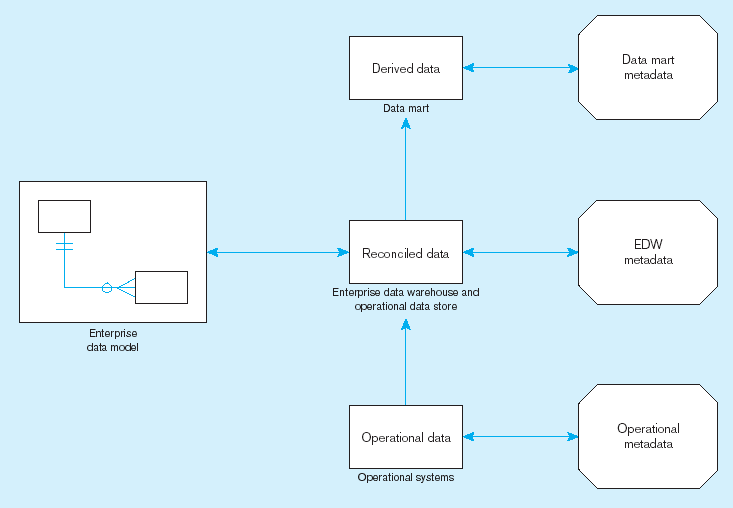 Derived data
Data mart
Data mart
metadata
Reconciled data
Enterprise data warehouse and
operational data store
EDW
metadata
Enterprise
data model
Operational data
Operational systems
Operational
metadata